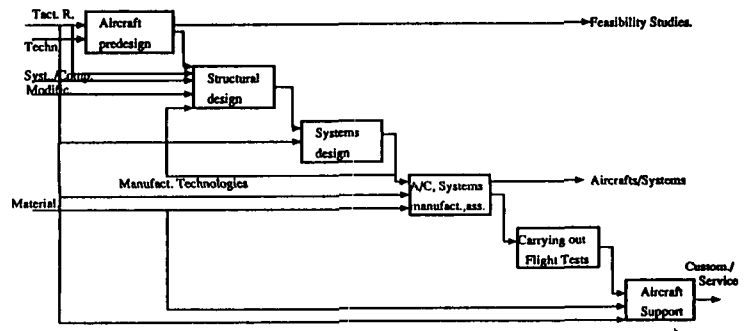 Tact. R.
Aircraft
predesign
Feasibility Studies.
Techn.
Syst./Comp.
Modific.
Structural
design
Systems
design
Manufact. Technologies
A/C, Systems
manufact.,ass.
Aircrafts/Systems
Material
Carrying out
Flight Tests
Custom./
Service
Aircraft
Support